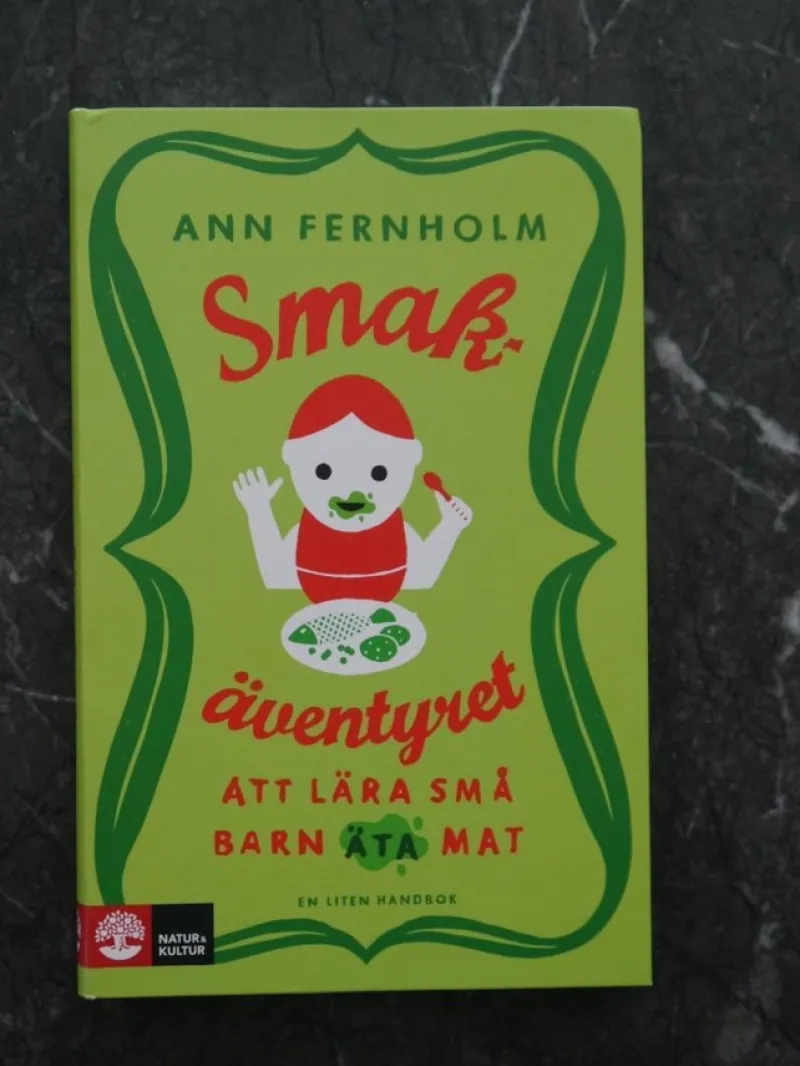 ANN FERNHOLM
Smak-
äventyret
ATT LÄRA SMÅ
BARN ÄTA MAT
EN LITEN HANDBOK
NATUR &
KULTUR